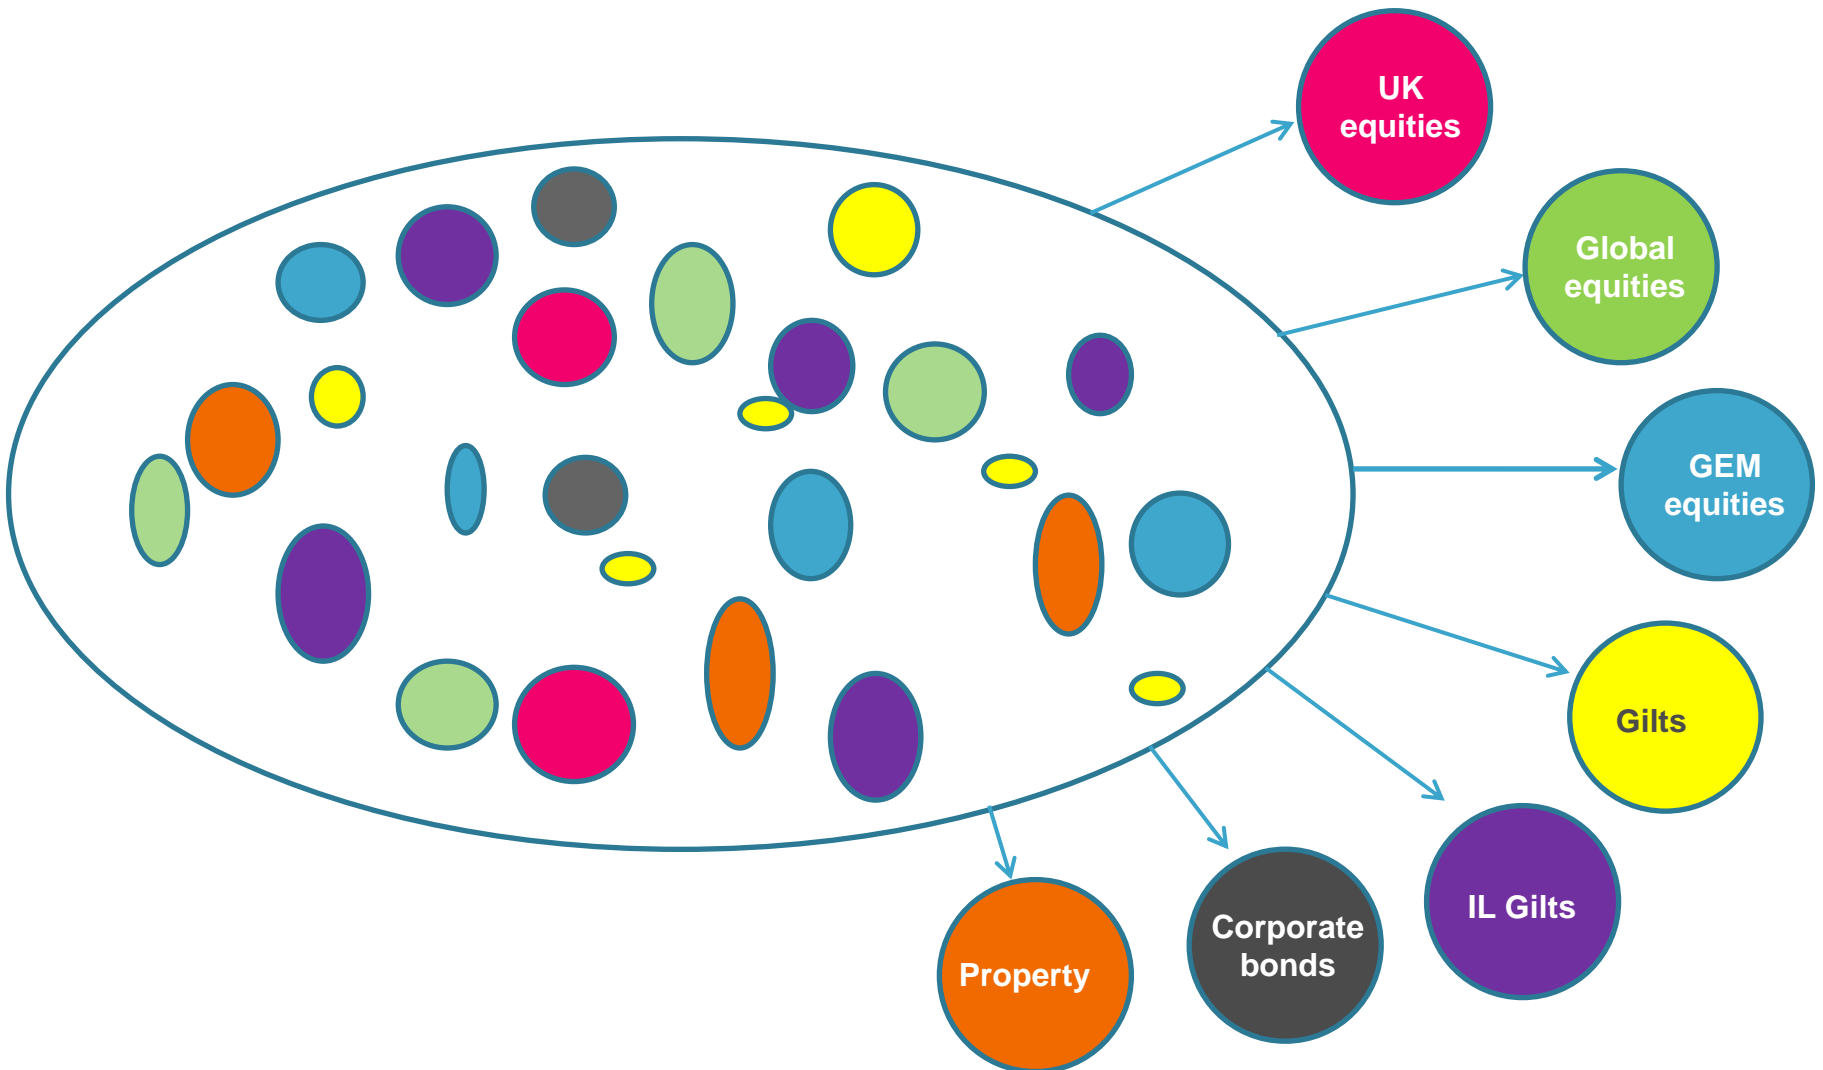 UK
equities
Global
equities
GEM
equities
Gilts
IL Gilts
Corporate
bonds
Property